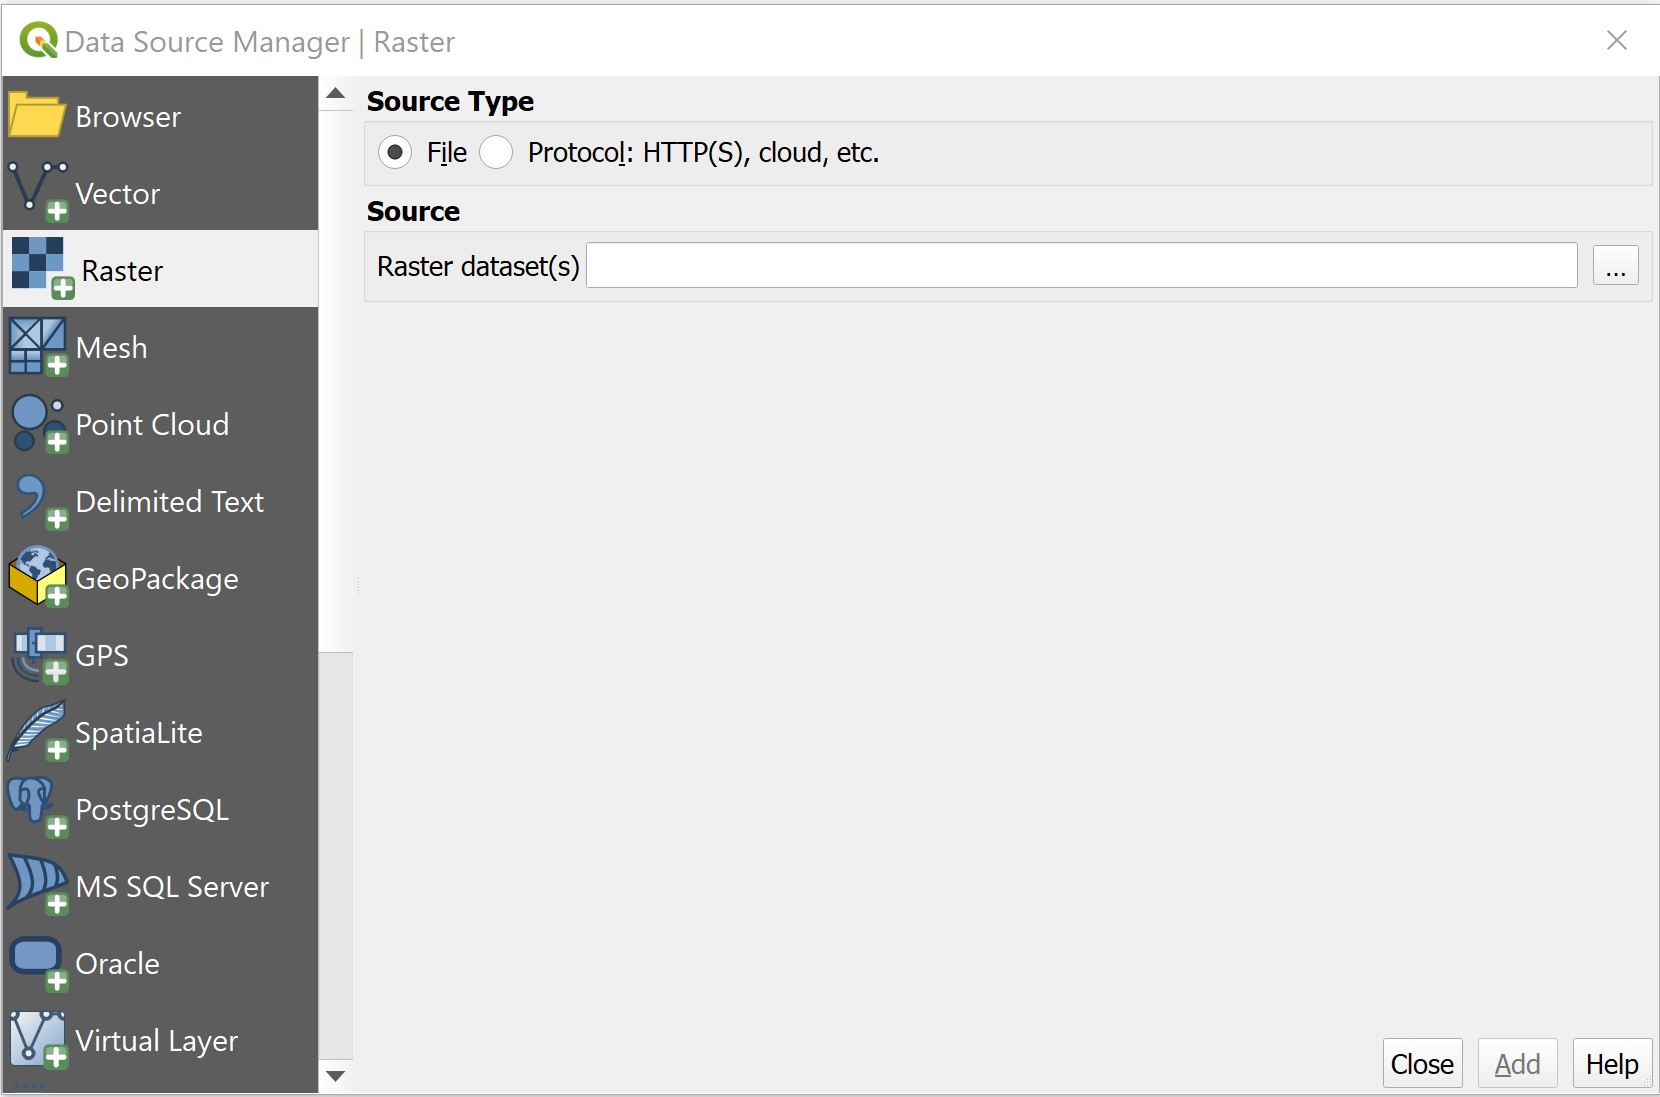 Data Source Manager | Raster
Browser
Vector
Raster
Mesh
Point Cloud
Delimited Text
GeoPackage
GPS
SpatiaLite
PostgreSQL
MS SQL Server
Oracle
Virtual Layer
Source Type
File Protocol: HTTP(S), cloud, etc.
Source
Raster dataset(s) ...
Close Add Help